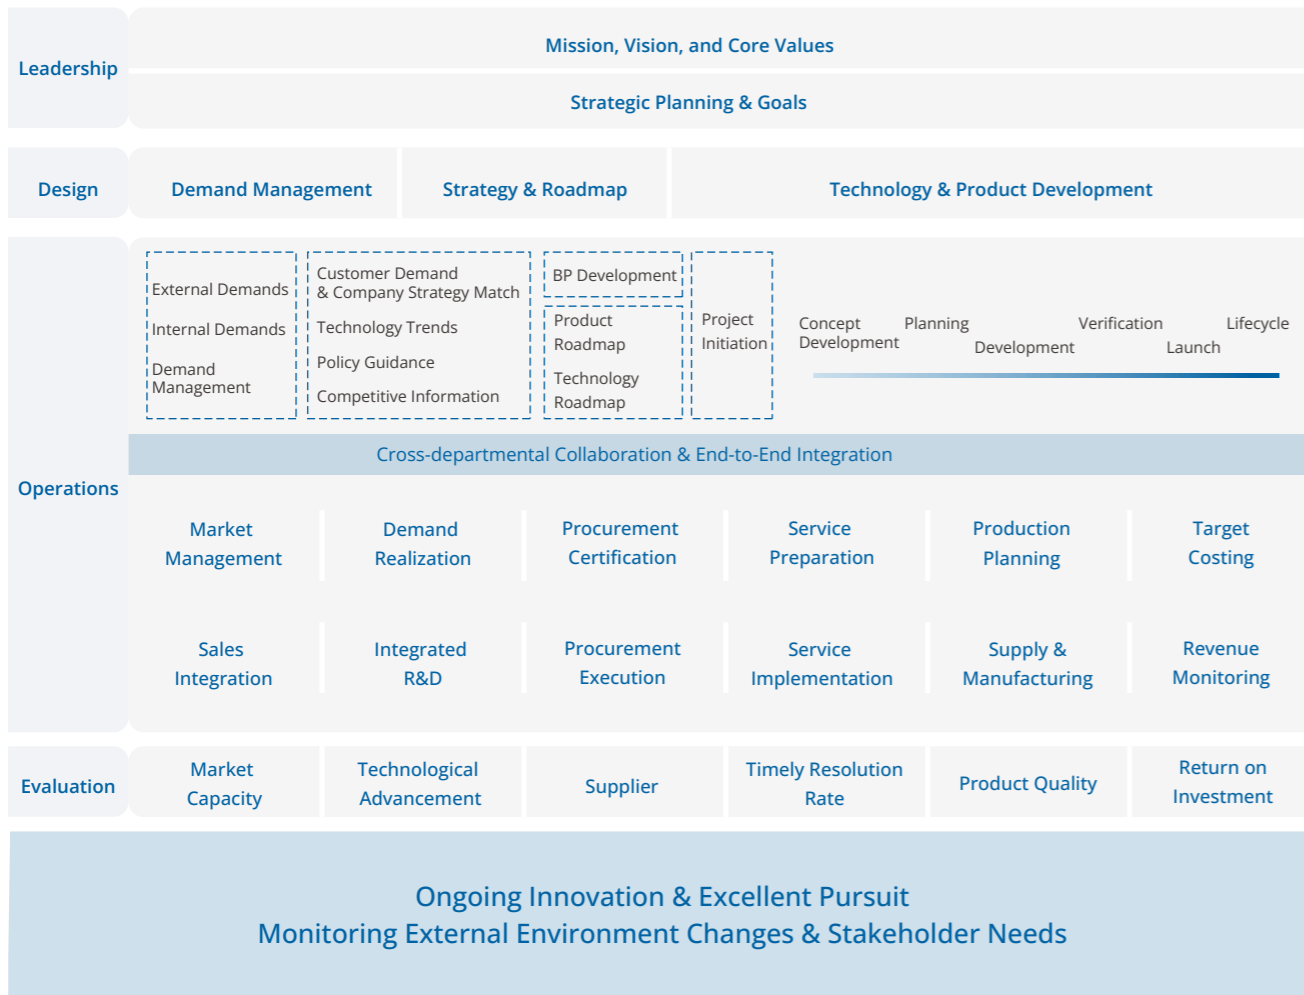 Leadership
Mission, Vision, and Core Values
Strategic Planning & Goals
Design
Demand Management
Strategy & Roadmap
Technology & Product Development
Operations
External Demands
Internal Demands
Demand
Management
Customer Demand
& Company Strategy Match
Technology Trends
Policy Guidance
Competitive Information
BP Development
Product
Roadmap
Technology
Roadmap
Project
Initiation
Concept
Development
Planning
Development
Verification
Launch
Lifecycle
Cross-departmental Collaboration & End-to-End Integration
Market
Management
Demand
Realization
Procurement
Certification
Service
Preparation
Production
Planning
Target
Costing
Sales
Integration
Integrated
R&D
Procurement
Execution
Service
Implementation
Supply &
Manufacturing
Revenue
Monitoring
Evaluation
Market
Capacity
Technological
Advancement
Supplier
Timely Resolution
Rate
Product Quality
Return on
Investment
Ongoing Innovation & Excellent Pursuit
Monitoring External Environment Changes & Stakeholder Needs